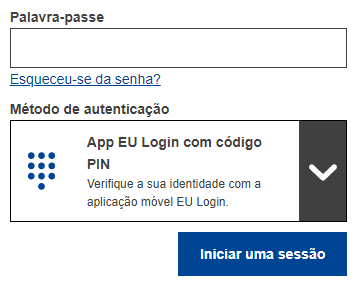 Palavra-passe
Esqueceu-se da senha?
Método de autenticação
App EU Login com código
PIN
Verifique a sua identidade com a
aplicação móvel EU Login.
Iniciar uma sessão